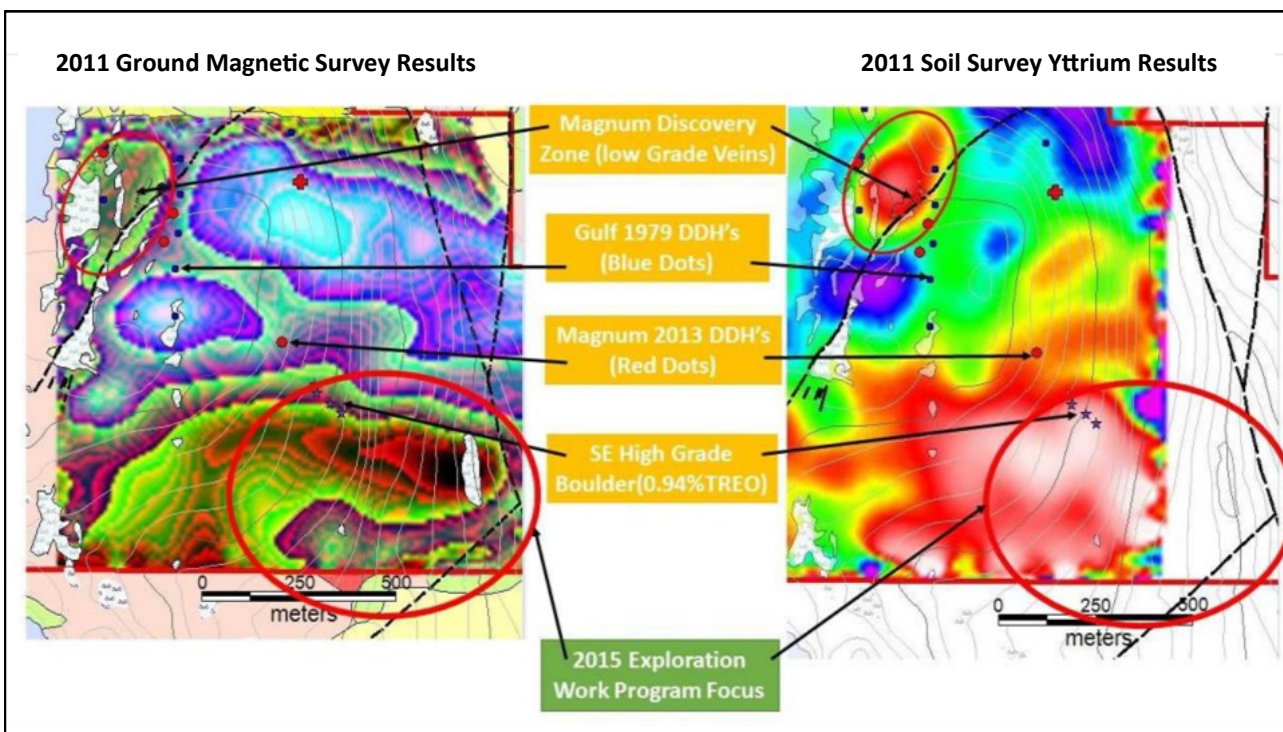 2011 Ground Magnetic Survey Results
2011 Soil Survey Yttrium Results
Magnum Discovery
Zone (low Grade Veins)
Gulf 1979 DDH's
(Blue Dots)
Magnum 2013 DDH's
(Red Dots)
SE High Grade
Boulder(0.94%TREO)
2015 Exploration
Work Program Focus
0 250 500
meters
0 250 500
meters